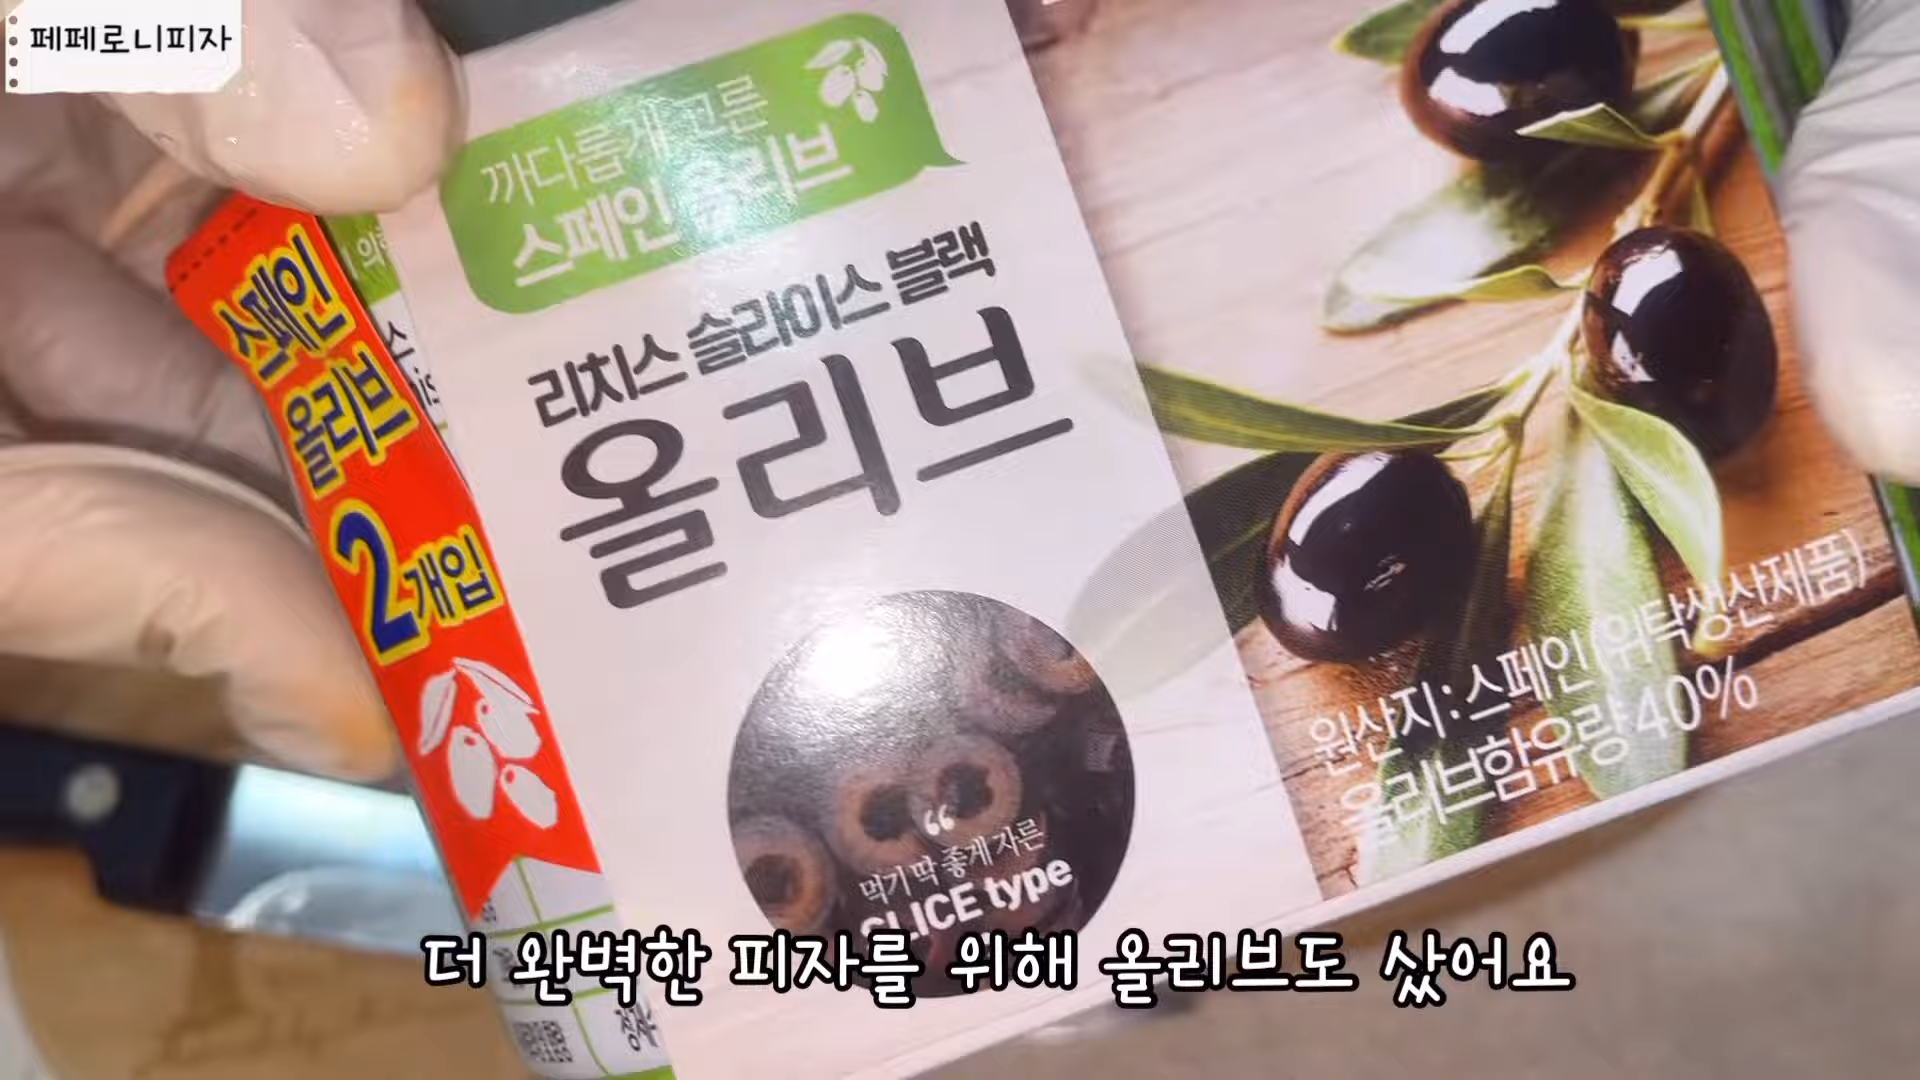 페페로니피자
까다롭게 고른
스페인 올리브
리치스 슬라이스 블랙
올리브
스페인
올리브
2개입
원산지:스페인(위탁생산제품)
올리브함유량40%
“
먹기 딱 좋게 자른
SLICE type
더 완벽한 피자를 위해 올리브도 샀어요